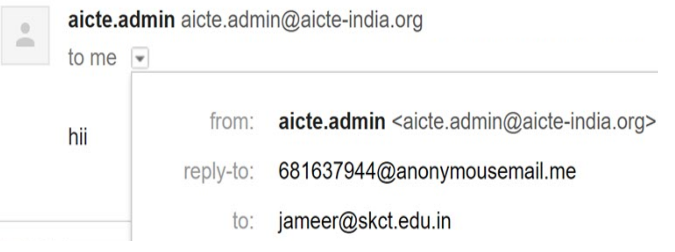 aicte.admin aicte.admin@aicte-india.org
to me
hii
from: aicte.admin <aicte.admin@aicte-india.org>
reply-to: 681637944@anonymousemail.me
to: jameer@skct.edu.in